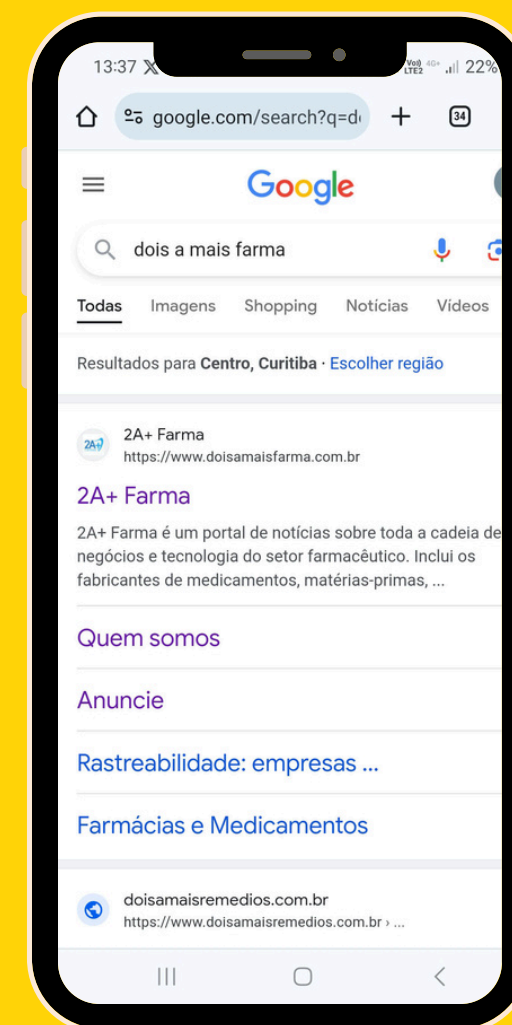 13:37 X
Vo)) 4G+ 22%
LTE2
google.com/search?q=d
34
Google
dois a mais farma
Todas Imagens Shopping Notícias Vídeos
Resultados para Centro, Curitiba · Escolher região
2A+ 2A+ Farma
https://www.doisamaisfarma.com.br
2A+ Farma
2A+ Farma é um portal de notícias sobre toda a cadeia de
negócios e tecnologia do setor farmacêutico. Inclui os
fabricantes de medicamentos, matérias-primas, ...
Quem somos
Anuncie
Rastreabilidade: empresas ...
Farmácias e Medicamentos
doisamaisremedios.com.br
https://www.doisamaisremedios.com.br › ...